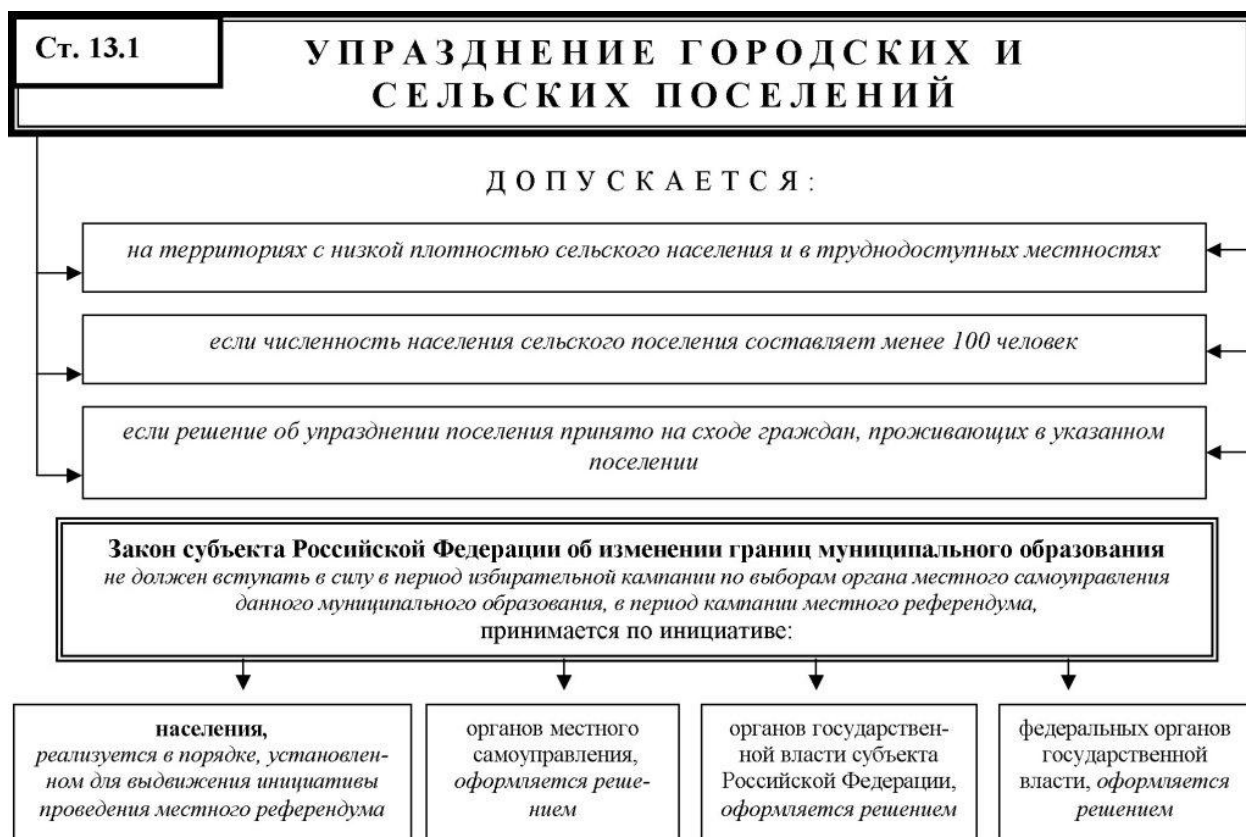 Ст. 13.1
УПРАЗДНЕНИЕ ГОРОДСКИХ И
СЕЛЬСКИХ ПОСЕЛЕНИЙ
ДОПУСКАЕТСЯ:
на территориях с низкой плотностью сельского населения и в труднодоступных местностях
если численность населения сельского поселения составляет менее 100 человек
если решение об упразднении поселения принято на сходе граждан, проживающих в указанном
поселении
Закон субъекта Российской Федерации об изменении границ муниципального образования
не должен вступать в силу в период избирательной кампании по выборам органа местного самоуправления
данного муниципального образования, в период кампании местного референдума,
принимается по инициативе:
населения,
реализуется в порядке, установлен-
ном для выдвижения инициативы
проведения местного референдума
органов местного
самоуправления,
оформляется реше-
нием
органов государствен-
ной власти субъекта
Российской Федерации,
оформляется решением
федеральных органов
государственной
власти, оформляется
решением